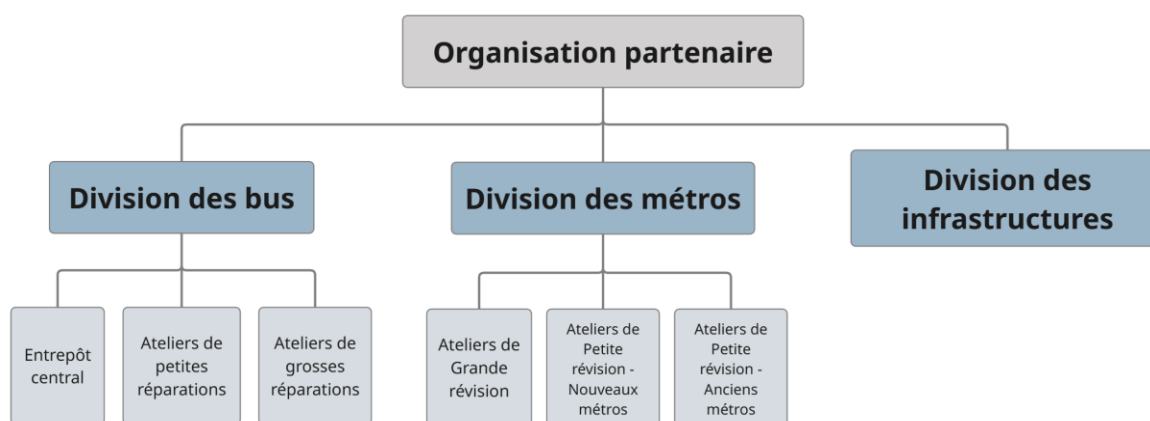 Organisation partenaire
Division des bus
Division des métros
Division des
infrastructures
Entrepôt
central
Ateliers de
petites
réparations
Ateliers de
grosses
réparations
Ateliers de
Grande
révision
Ateliers de
Petite
révision -
Nouveaux
métros
Ateliers de
Petite
révision -
Anciens
métros